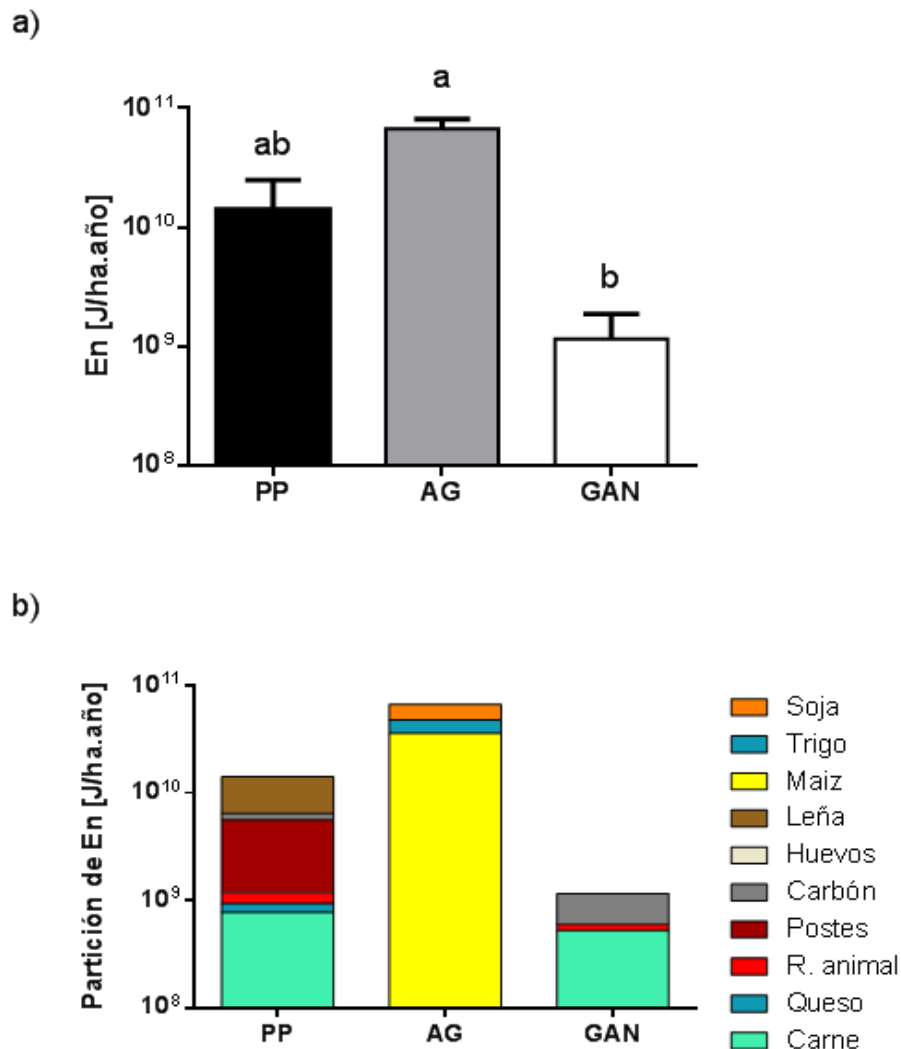 a)
En [J/ha.año]
10¹¹
10¹⁰
10⁹
10⁸
ab
a
b
PP AG GAN
b)
Partición de En [J/ha.año]
10¹¹
10¹⁰
10⁹
10⁸
PP AG GAN
Soja
Trigo
Maiz
Leña
Huevos
Carbón
Postes
R. animal
Queso
Carne